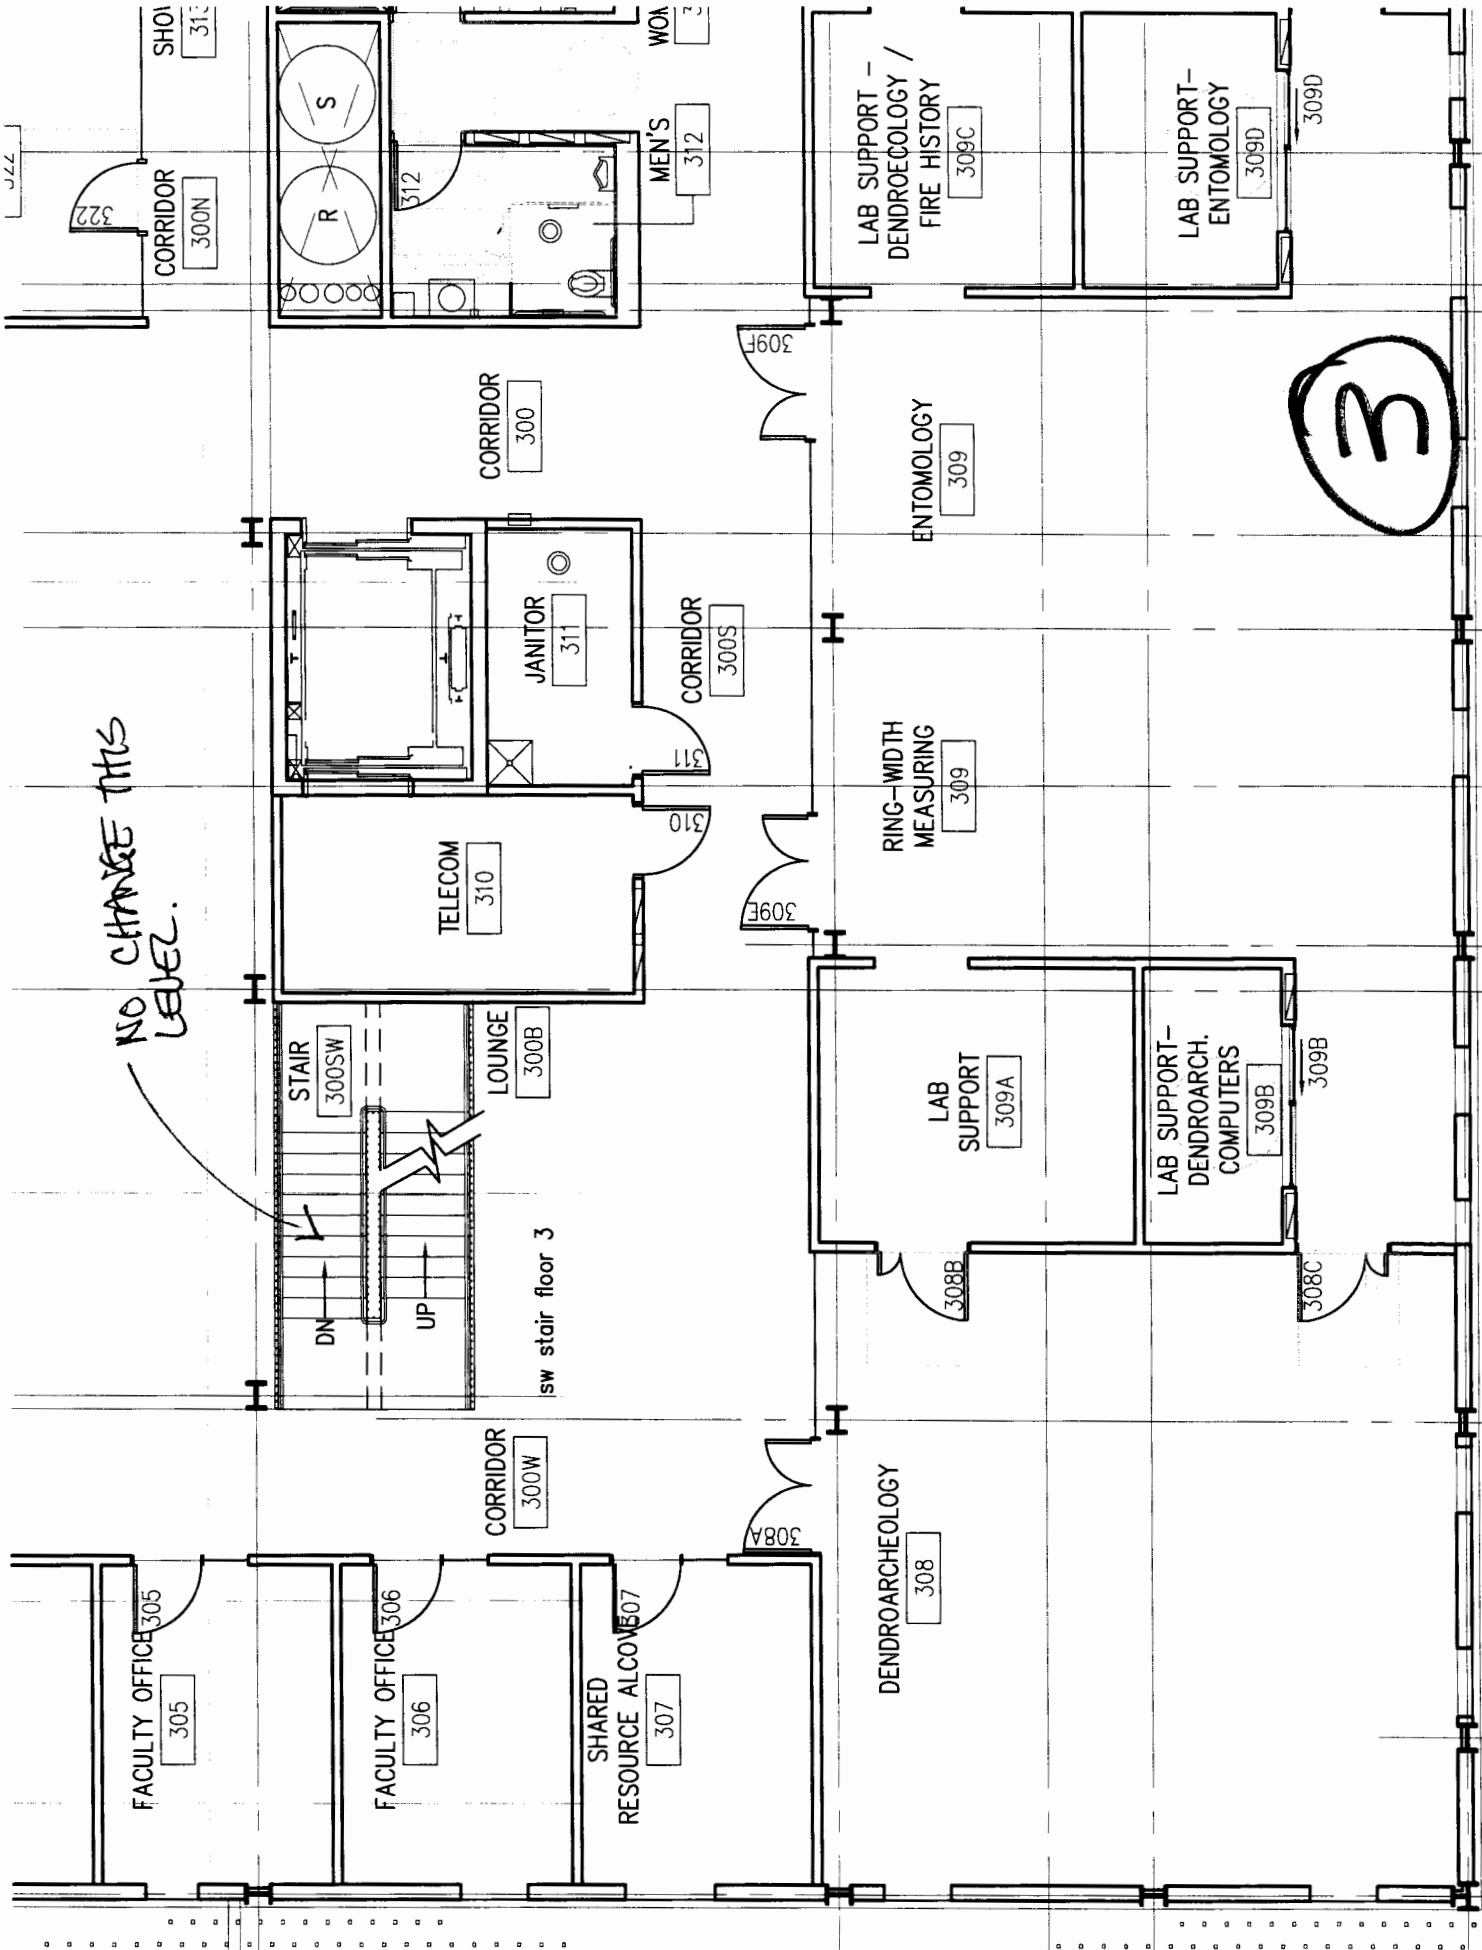 322
322
CORRIDOR
300N
S
R
312
MEN'S
312
LAB SUPPORT -
DENDROECOLOGY /
FIRE HISTORY
309C
LAB SUPPORT-
ENTOMOLOGY
309D
309D
CORRIDOR
300
309F
ENTOMOLOGY
309
3
JANITOR
311
CORRIDOR
300S
311
NO CHANGE THIS
LEVEL.
TELECOM
310
310
309E
RING-WIDTH
MEASURING
309
STAIR
300SW
LOUNGE
300B
DN
UP
sw stair floor 3
LAB
SUPPORT
309A
LAB SUPPORT-
DENDROARCH.
COMPUTERS
309B
309B
308B
308C
CORRIDOR
300W
308A
DENDROARCHEOLOGY
308
FACULTY OFFICE
305
305
FACULTY OFFICE
306
306
SHARED
RESOURCE ALCOVE
307
307